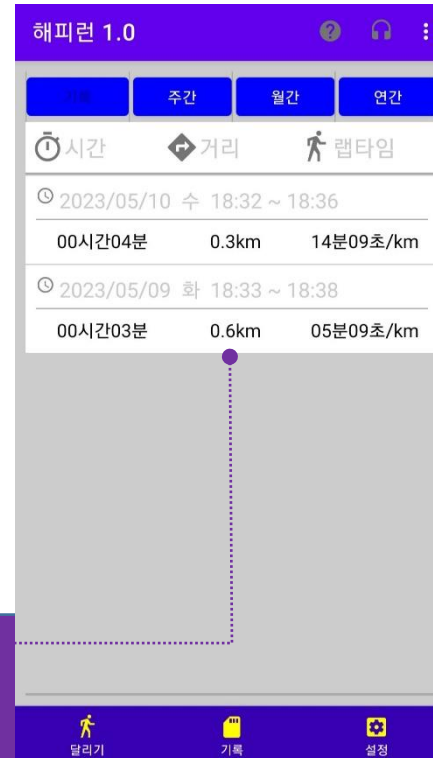 해피런 1.0
기록 주간 월간 연간
시간 거리 랩타임
2023/05/10 수 18:32 ~ 18:36
00시간04분 0.3km 14분09초/km
2023/05/09 화 18:33 ~ 18:38
00시간03분 0.6km 05분09초/km
달리기 기록 설정